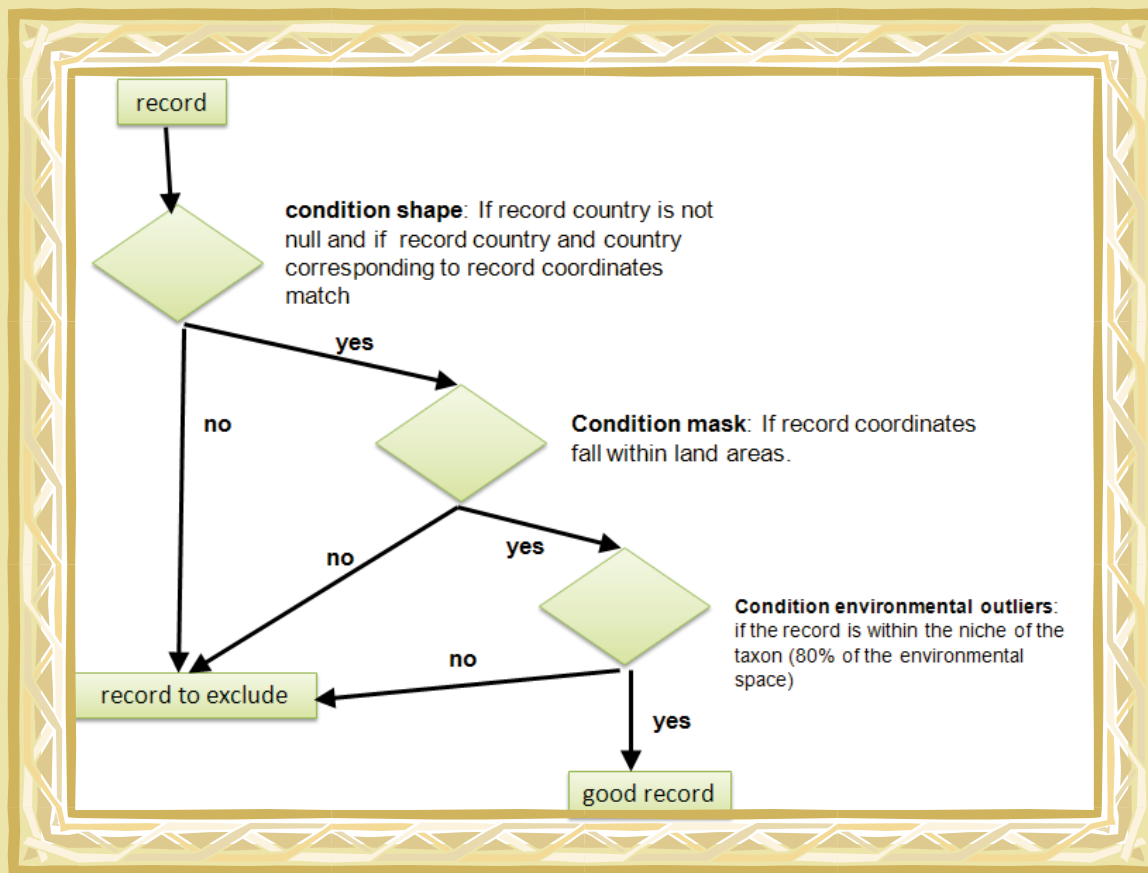 record
condition shape: If record country is not
null and if record country and country
corresponding to record coordinates
match
yes
no
Condition mask: If record coordinates
fall within land areas.
no
yes
Condition environmental outliers:
if the record is within the niche of the
taxon (80% of the environmental
space)
no
record to exclude
yes
good record